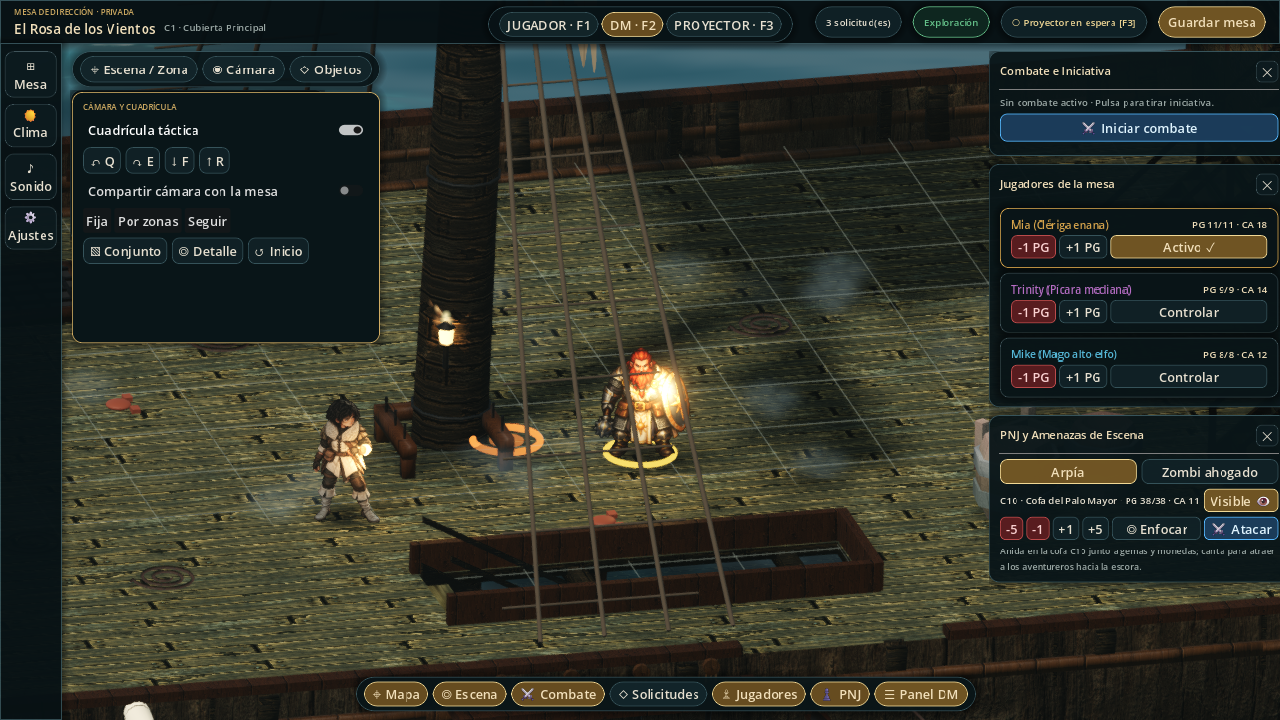 MESA DE DIRECCIÓN · PRIVADA
El Rosa de los Vientos C1 · Cubierta Principal
JUGADOR · F1 DM · F2 PROYECTOR · F3
3 solicitud(es) Exploración Proyector en espera [F3] Guardar mesa
Mesa
Clima
Sonido
Ajustes
Escena / Zona Cámara Objetos
CÁMARA Y CUADRÍCULA
Cuadrícula táctica
Q E F R
Compartir cámara con la mesa
Fija Por zonas Seguir
Conjunto Detalle Inicio
Combate e Iniciativa
Sin combate activo · Pulsa para tirar iniciativa.
Iniciar combate
Jugadores de la mesa
Mia (Clériga enana) PG 11/11 · CA 18
-1 PG +1 PG Activo ✓
Trinity (Pícara mediana) PG 9/9 · CA 14
-1 PG +1 PG Controlar
Mike (Mago alto elfo) PG 8/8 · CA 12
-1 PG +1 PG Controlar
PNJ y Amenazas de Escena
Arpía Zombi ahogado
C10 · Cofa del Palo Mayor PG 38/38 · CA 11 Visible
-5 -1 +1 +5 Enfocar Atacar
Anida en la cofa C10 junto a gemas y monedas; canta para atraer
a los aventureros hacia la escora.
Mapa Escena Combate Solicitudes Jugadores PNJ Panel DM